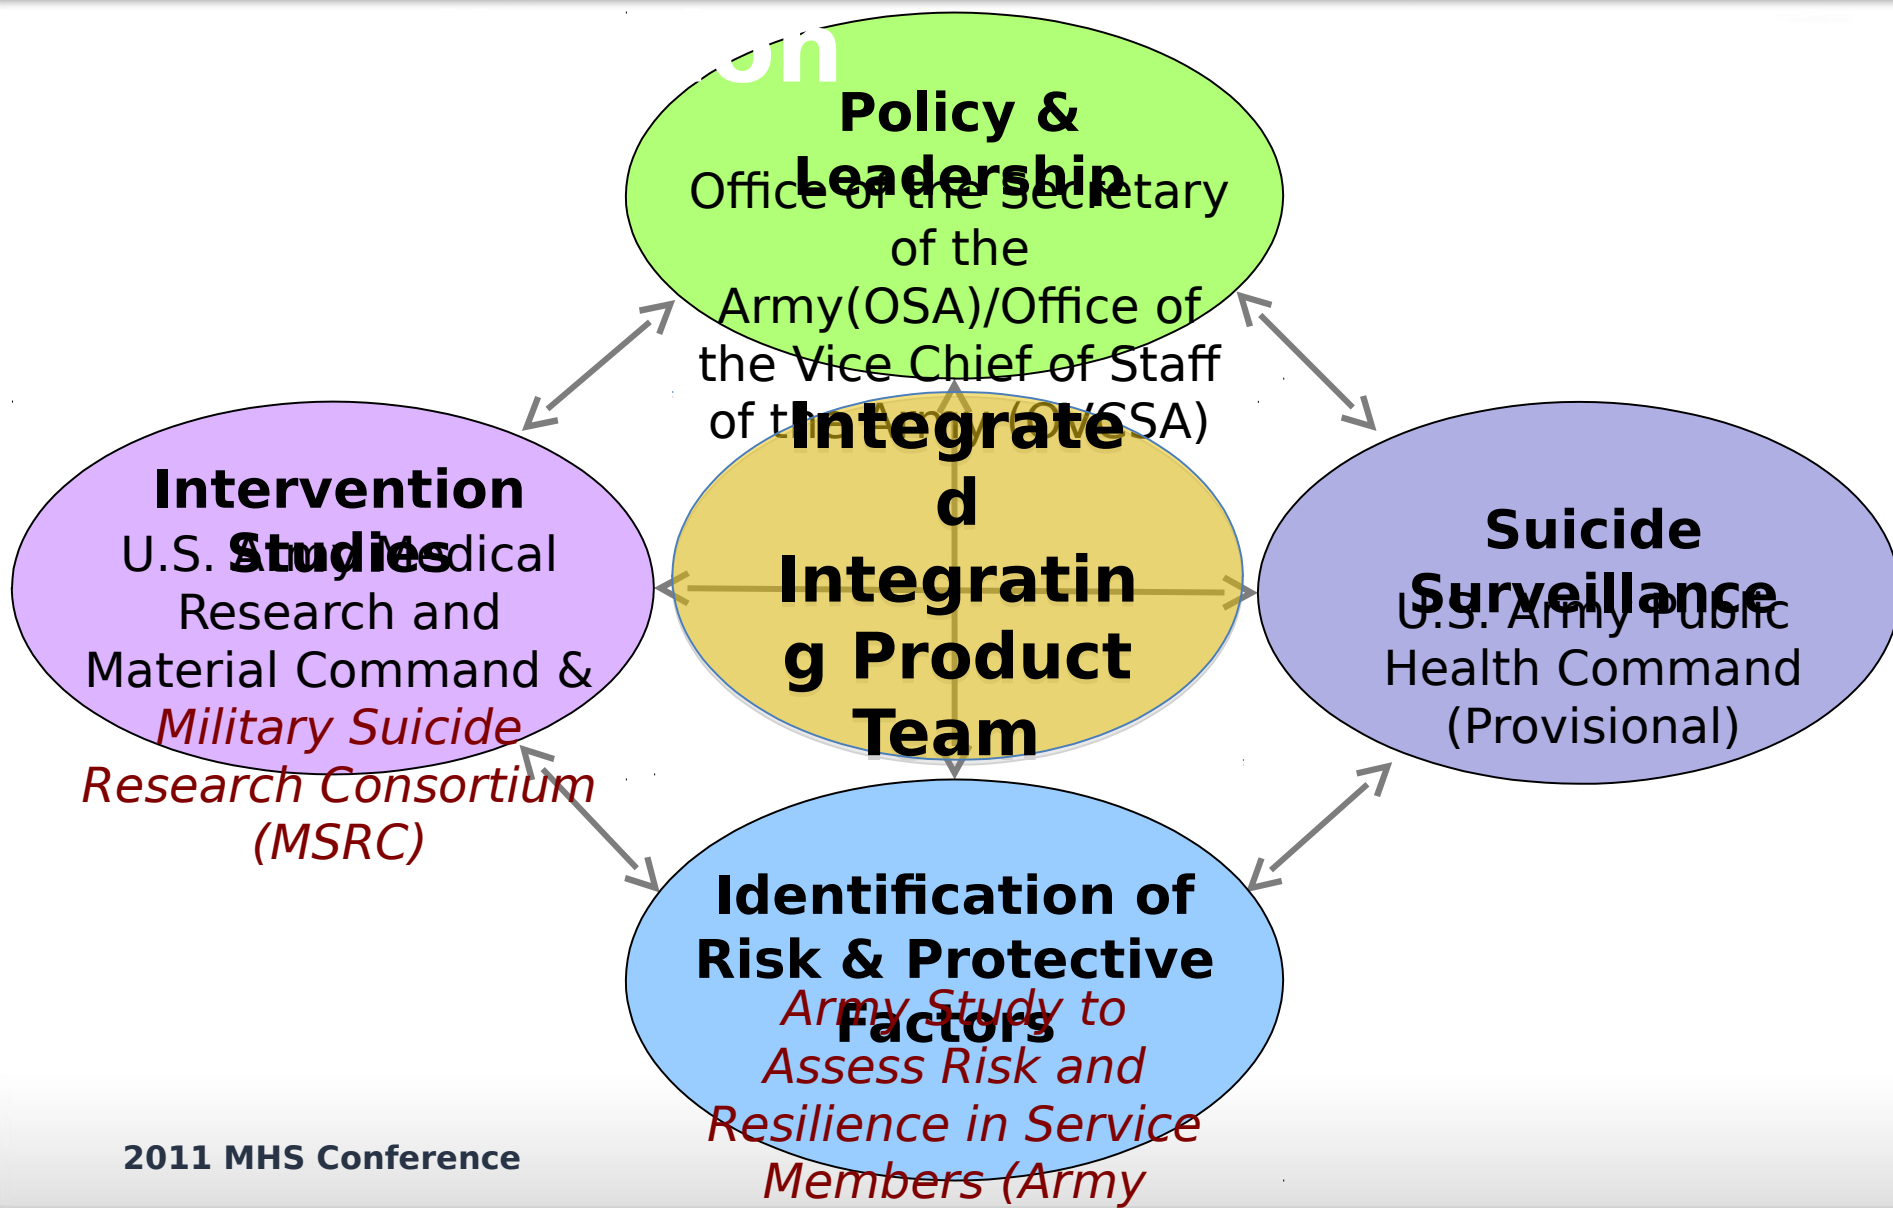 on
Policy &
Leadership
Office of the Secretary
of the
Army(OSA)/Office of
the Vice Chief of Staff
of the Army (OVCSA)
Integrate
d
Integratin
g Product
Team
Intervention
Studies
U.S. Army Medical
Research and
Material Command &
Military Suicide
Research Consortium
(MSRC)
Suicide
Surveillance
U.S. Army Public
Health Command
(Provisional)
Identification of
Risk & Protective
Factors
Army Study to
Assess Risk and
Resilience in Service
Members (Army
2011 MHS Conference